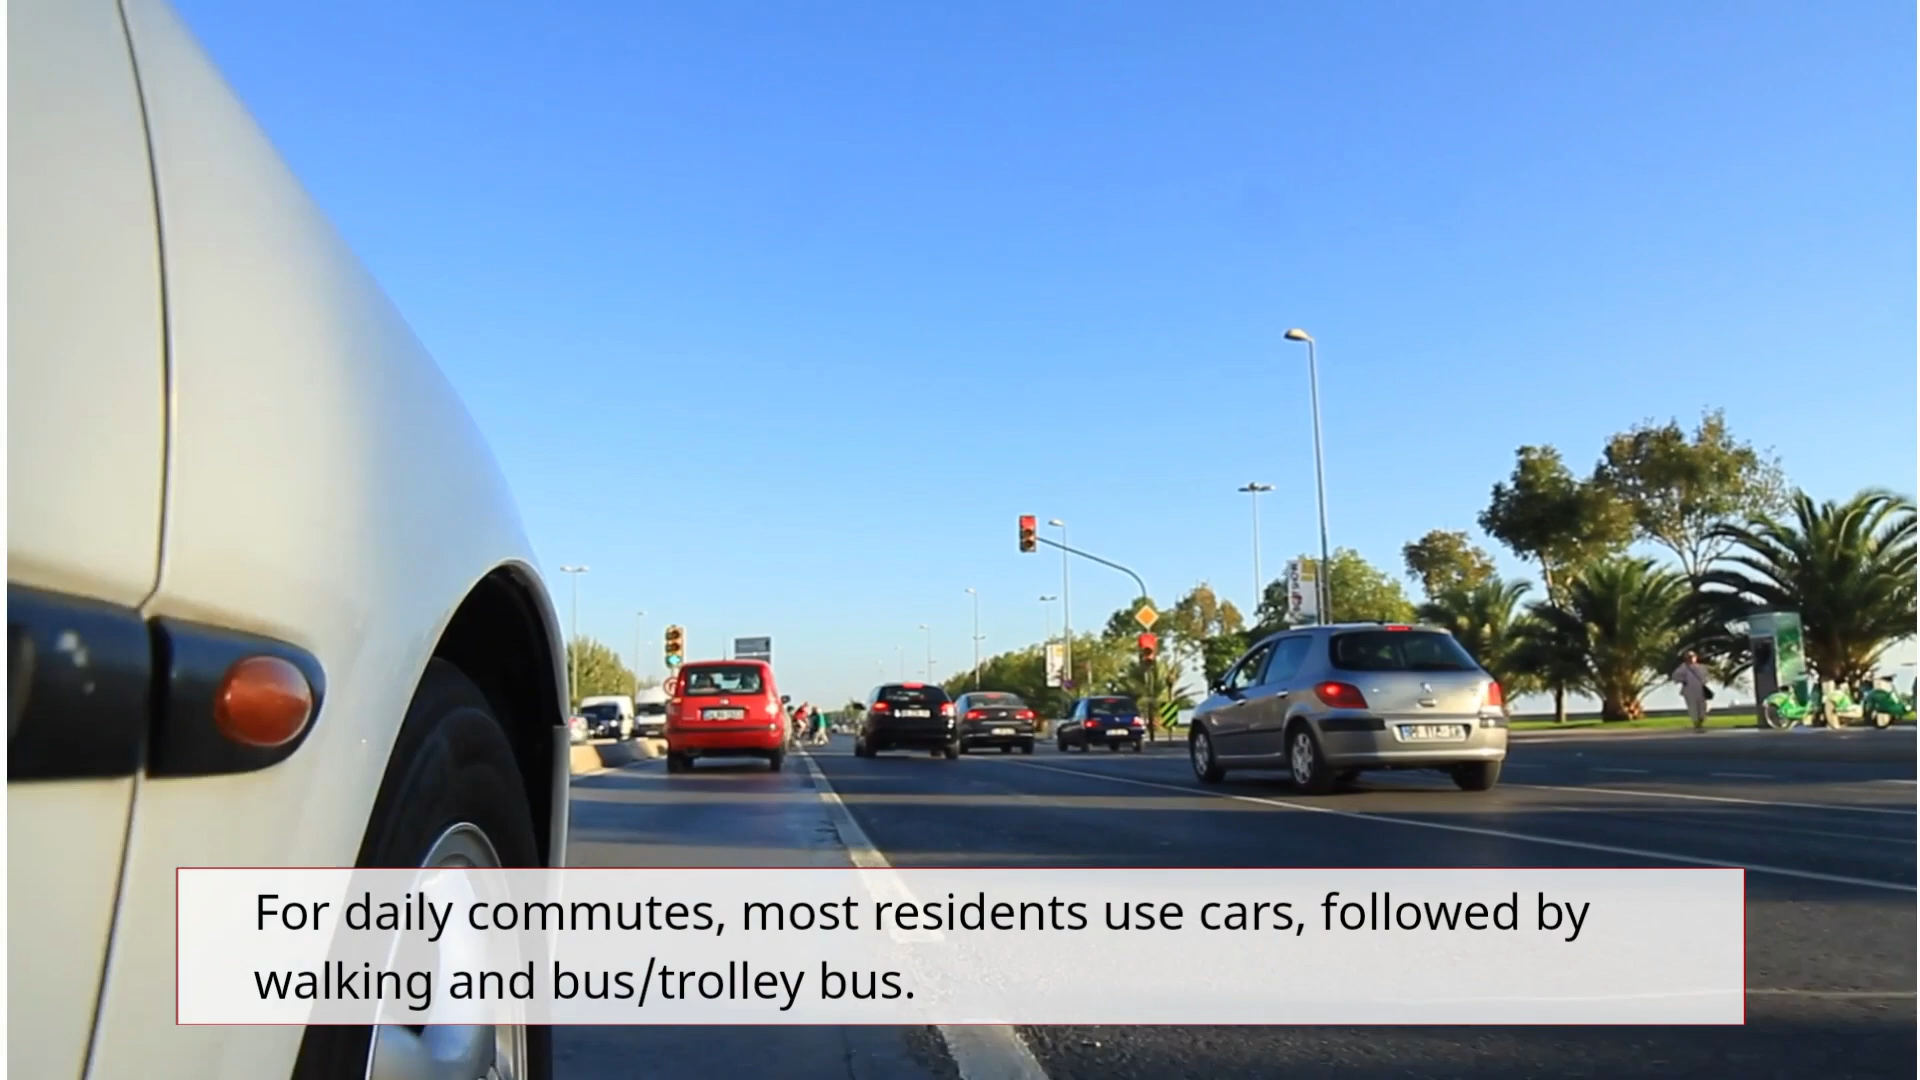 For daily commutes, most residents use cars, followed by
walking and bus/trolley bus.